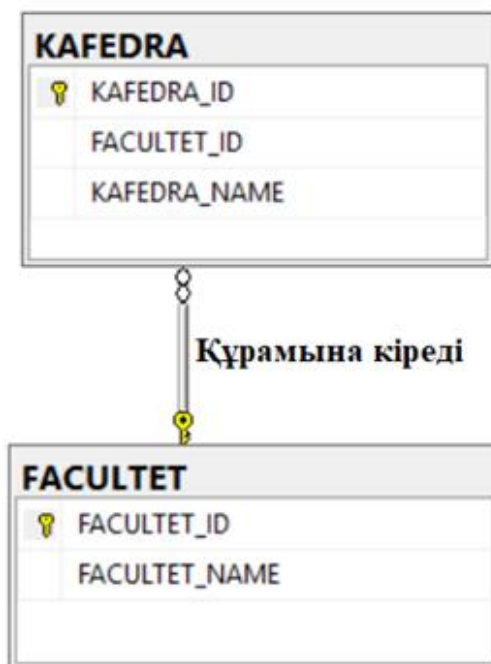 KAFEDRA
KAFEDRA_ID
FACULTET_ID
KAFEDRA_NAME
Құрамына кіреді
FACULTET
FACULTET_ID
FACULTET_NAME